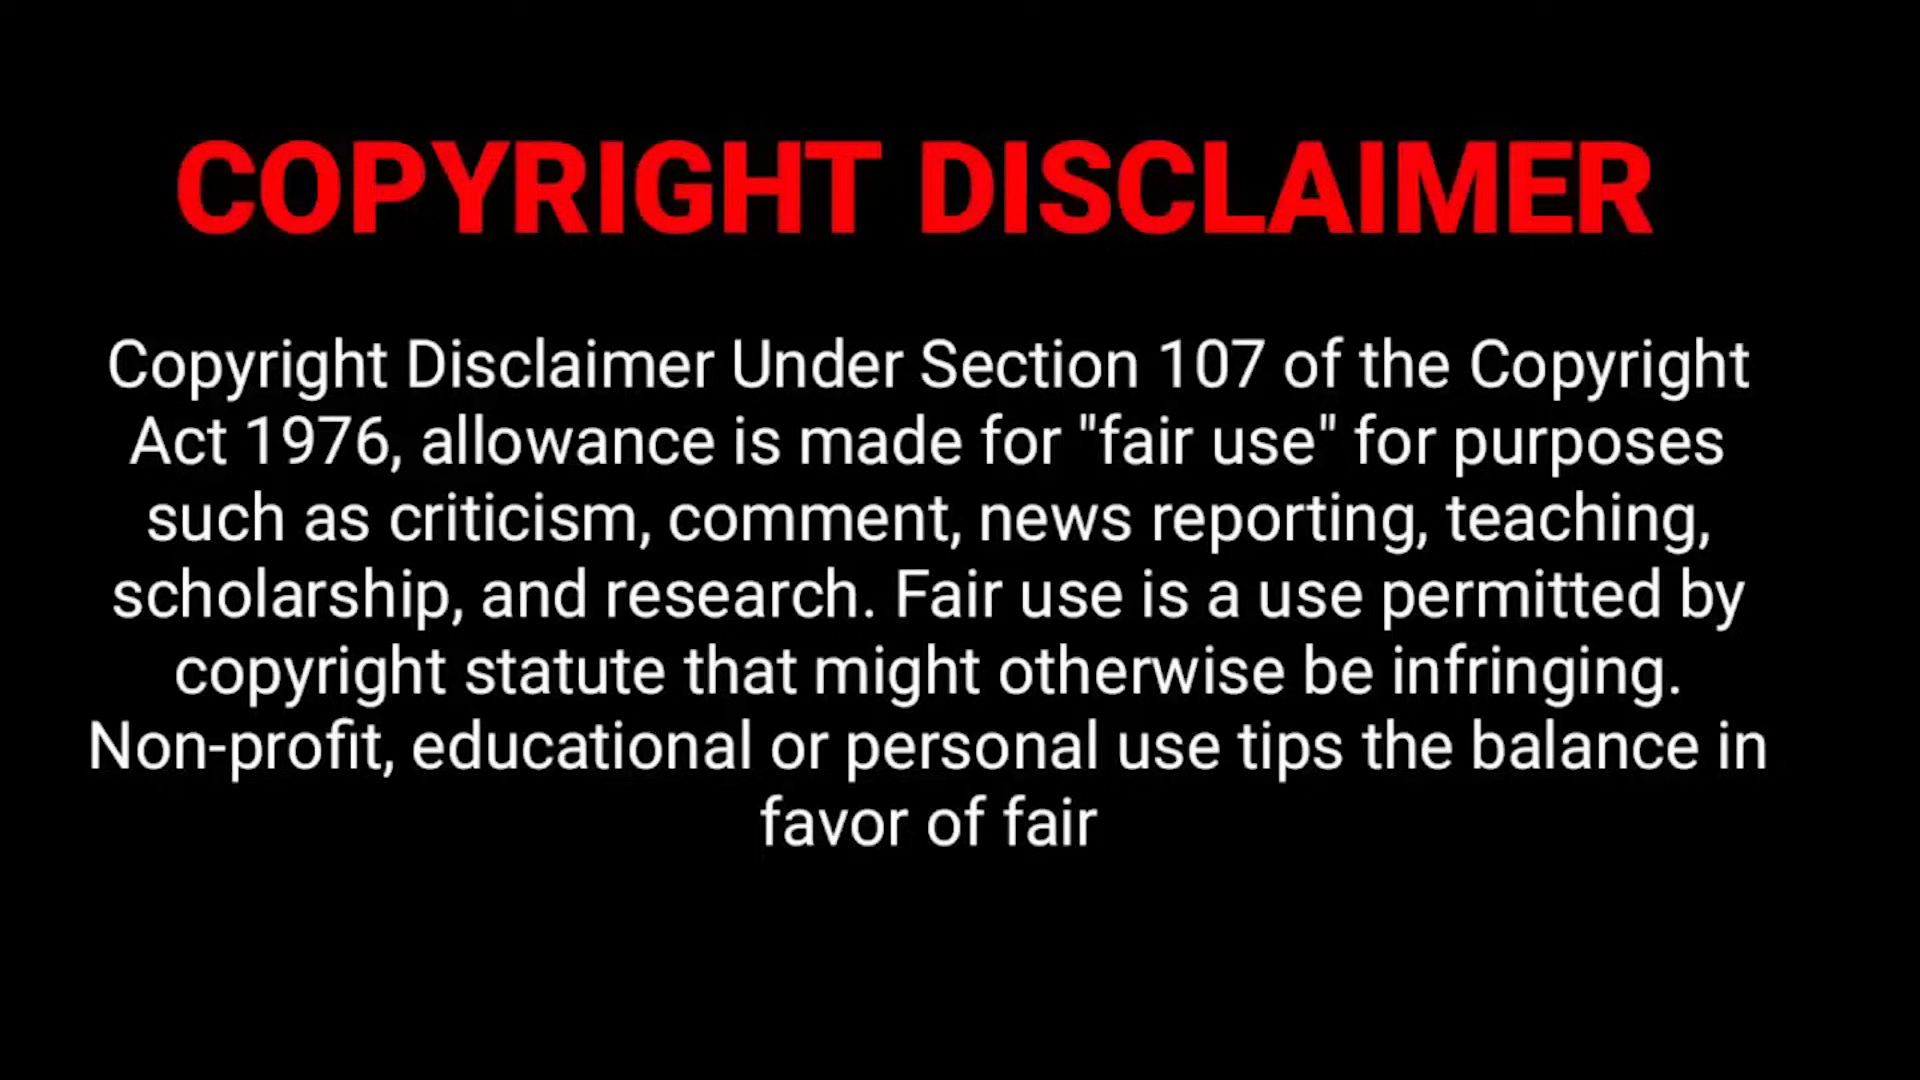 COPYRIGHT DISCLAIMER
Copyright Disclaimer Under Section 107 of the Copyright
Act 1976, allowance is made for "fair use" for purposes
such as criticism, comment, news reporting, teaching,
scholarship, and research. Fair use is a use permitted by
copyright statute that might otherwise be infringing.
Non-profit, educational or personal use tips the balance in
favor of fair